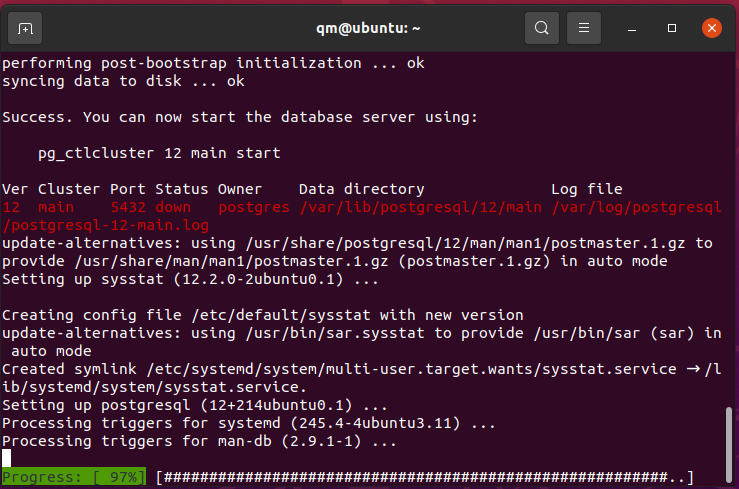 qm@ubuntu: ~
performing post-bootstrap initialization ... ok
syncing data to disk ... ok
Success. You can now start the database server using:
    pg_ctlcluster 12 main start
Ver Cluster Port Status Owner    Data directory              Log file
12  main    5432 down   postgres /var/lib/postgresql/12/main /var/log/postgresql
/postgresql-12-main.log
update-alternatives: using /usr/share/postgresql/12/man/man1/postmaster.1.gz to
provide /usr/share/man/man1/postmaster.1.gz (postmaster.1.gz) in auto mode
Setting up sysstat (12.2.0-2ubuntu0.1) ...
Creating config file /etc/default/sysstat with new version
update-alternatives: using /usr/bin/sar.sysstat to provide /usr/bin/sar (sar) in
 auto mode
Created symlink /etc/systemd/system/multi-user.target.wants/sysstat.service → /l
ib/systemd/system/sysstat.service.
Setting up postgresql (12+214ubuntu0.1) ...
Processing triggers for systemd (245.4-4ubuntu3.11) ...
Processing triggers for man-db (2.9.1-1) ...
Progress: [ 97%] [########################################################..]